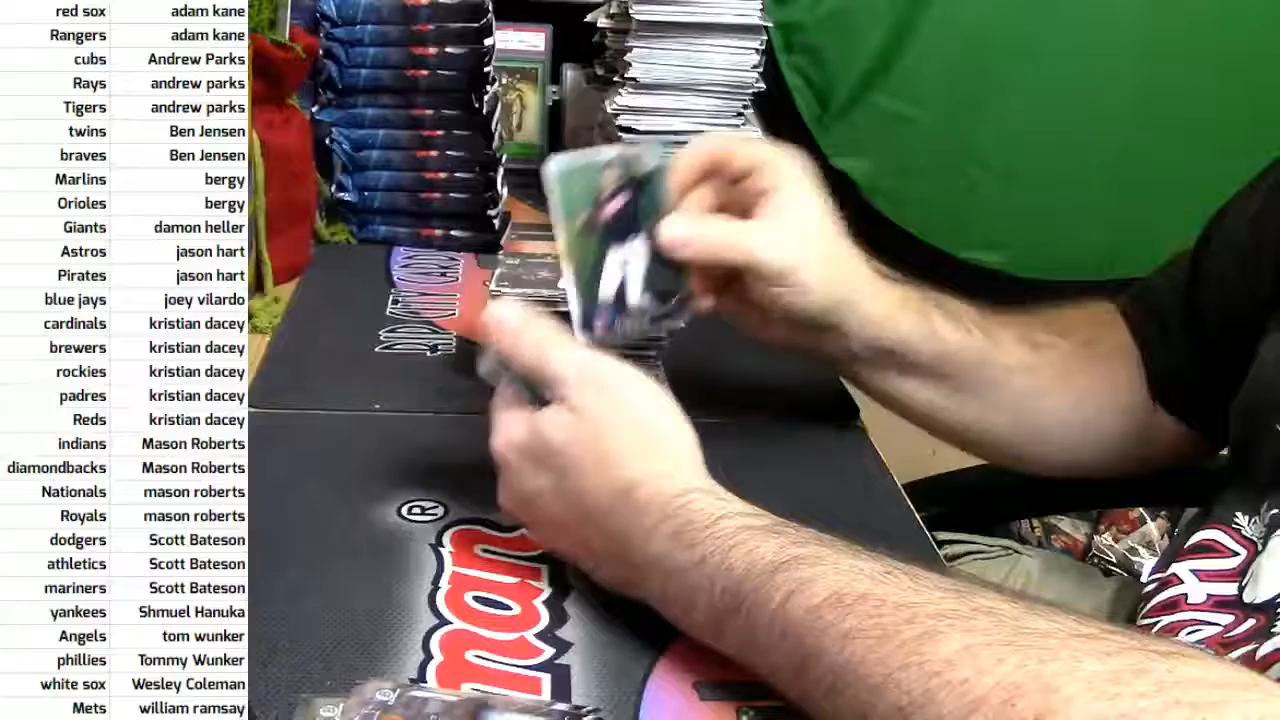 red sox adam kane
Rangers adam kane
cubs Andrew Parks
Rays andrew parks
Tigers andrew parks
twins Ben Jensen
braves Ben Jensen
Marlins bergy
Orioles bergy
Giants damon heller
Astros jason hart
Pirates jason hart
blue jays joey vilardo
cardinals kristian dacey
brewers kristian dacey
rockies kristian dacey
padres kristian dacey
Reds kristian dacey
indians Mason Roberts
diamondbacks Mason Roberts
Nationals mason roberts
Royals mason roberts
dodgers Scott Bateson
athletics Scott Bateson
mariners Scott Bateson
yankees Shmuel Hanuka
Angels tom wunker
phillies Tommy Wunker
white sox Wesley Coleman
Mets william ramsay
RIP CITY CARDS
®
man